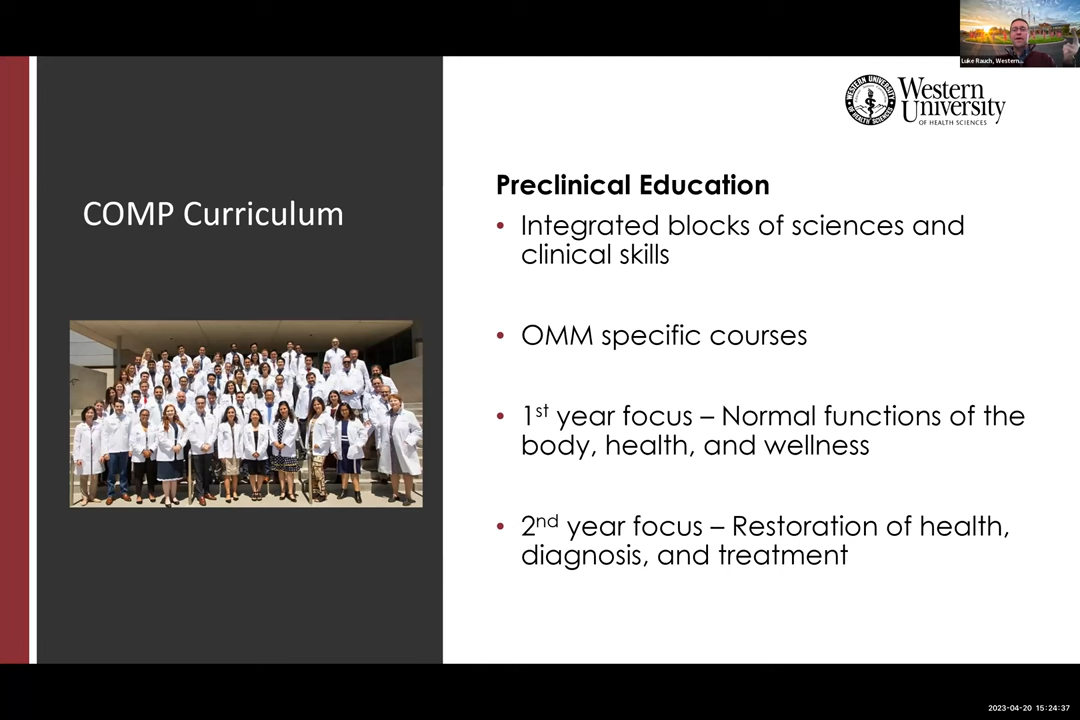 Luke Rauch, Western...
Western
University
OF HEALTH SCIENCES
COMP Curriculum
Preclinical Education
• Integrated blocks of sciences and
clinical skills
• OMM specific courses
• 1st year focus – Normal functions of the
body, health, and wellness
• 2nd year focus – Restoration of health,
diagnosis, and treatment
2023-04-20 15:24:37